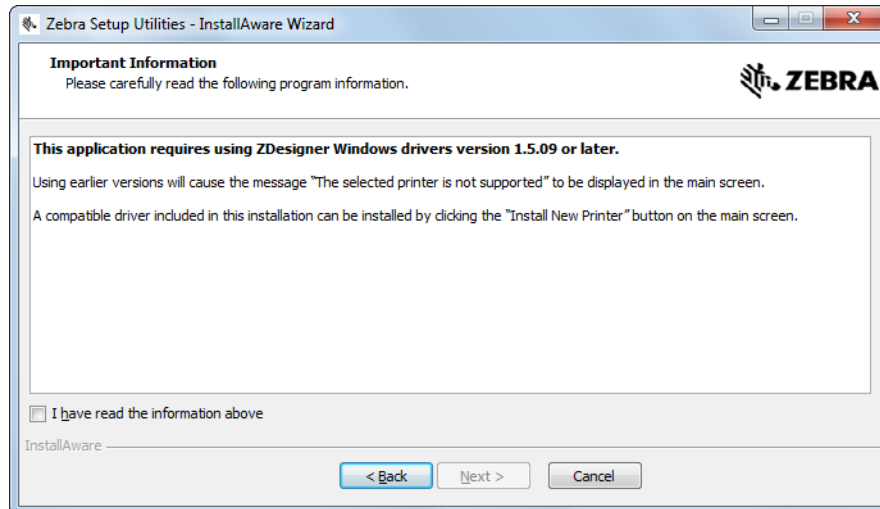 Zebra Setup Utilities - InstallAware Wizard
Important Information
Please carefully read the following program information.
ZEBRA
This application requires using ZDesigner Windows drivers version 1.5.09 or later.
Using earlier versions will cause the message “The selected printer is not supported” to be displayed in the main screen.
A compatible driver included in this installation can be installed by clicking the “Install New Printer” button on the main screen.
I have read the information above
InstallAware
< Back
Next >
Cancel